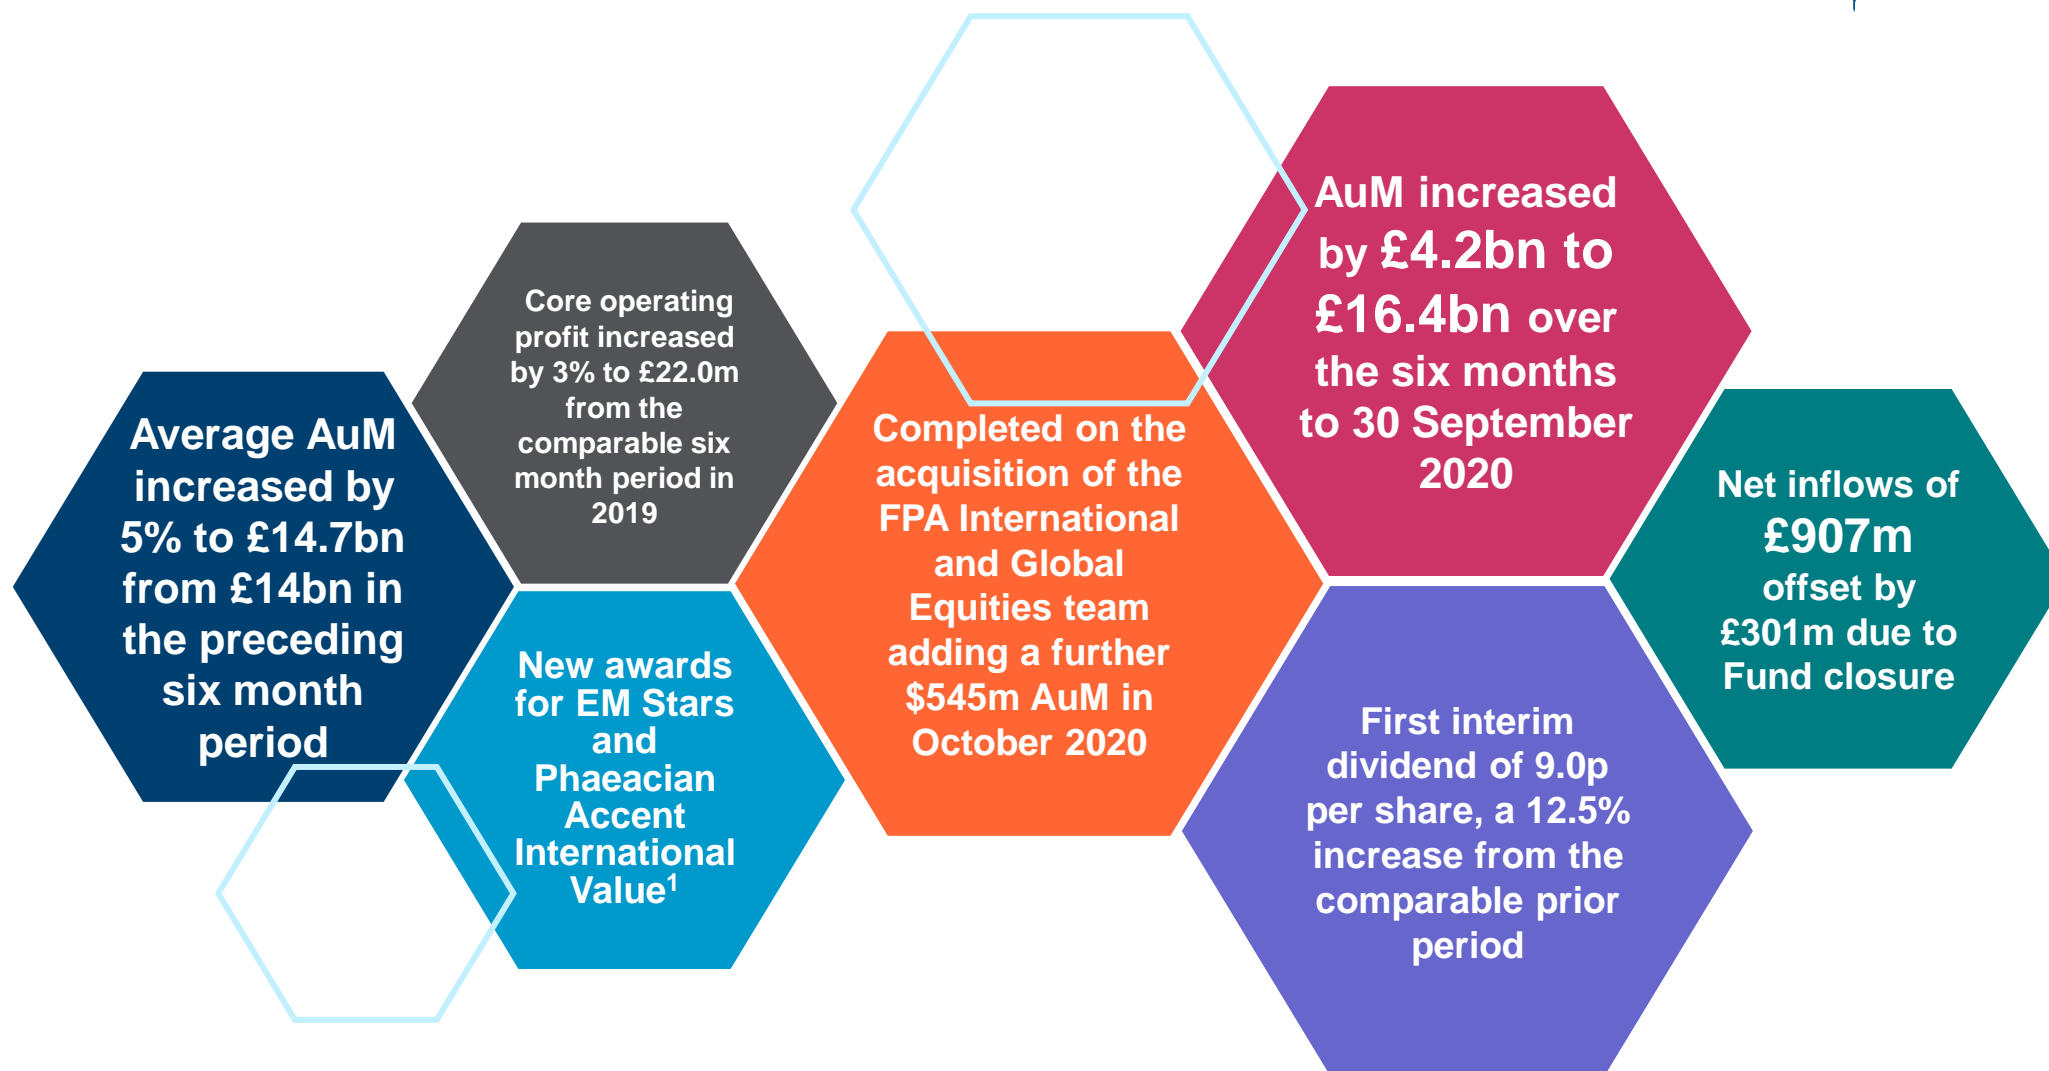 Average AuM
increased by
5% to £14.7bn
from £14bn in
the preceding
six month
period
Core operating
profit increased
by 3% to £22.0m
from the
comparable six
month period in
2019
New awards
for EM Stars
and
Phaeacian
Accent
International
Value¹
Completed on the
acquisition of the
FPA International
and Global
Equities team
adding a further
$545m AuM in
October 2020
AuM increased
by £4.2bn to
£16.4bn over
the six months
to 30 September
2020
First interim
dividend of 9.0p
per share, a 12.5%
increase from the
comparable prior
period
Net inflows of
£907m
offset by
£301m due to
Fund closure